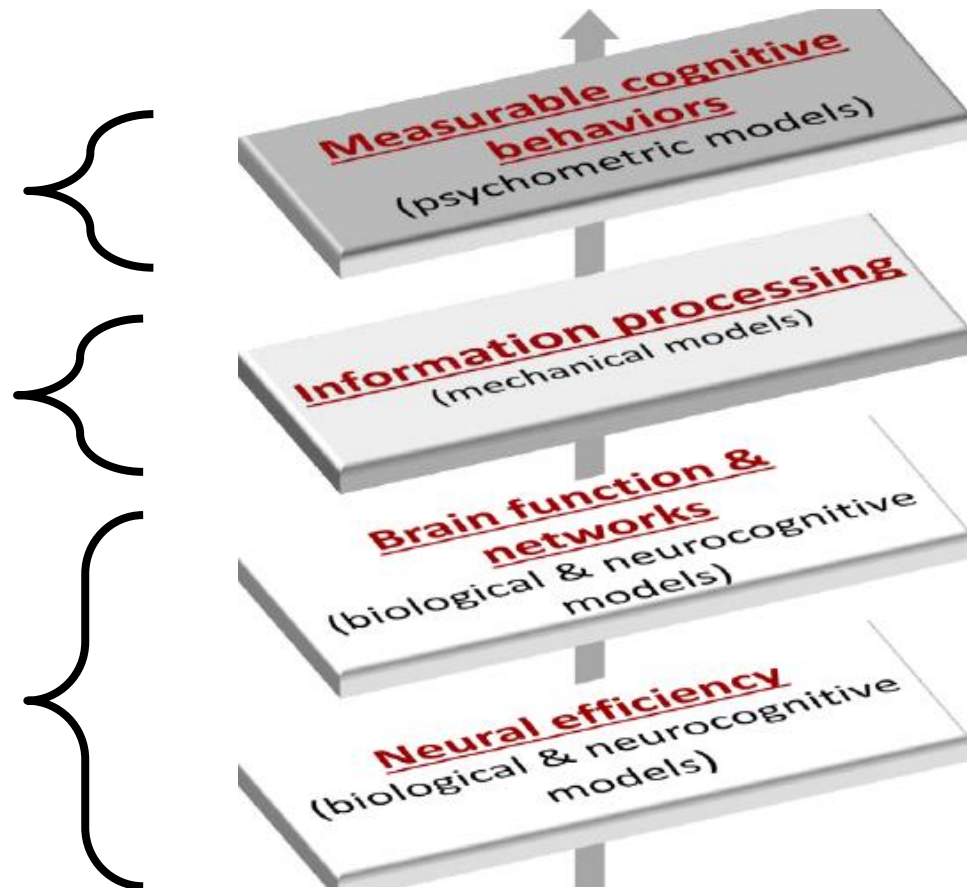 Measurable cognitive
behaviors
(psychometric models)
Information processing
(mechanical models)
Brain function &
networks
(biological & neurocognitive
models)
Neural efficiency
(biological & neurocognitive
models)